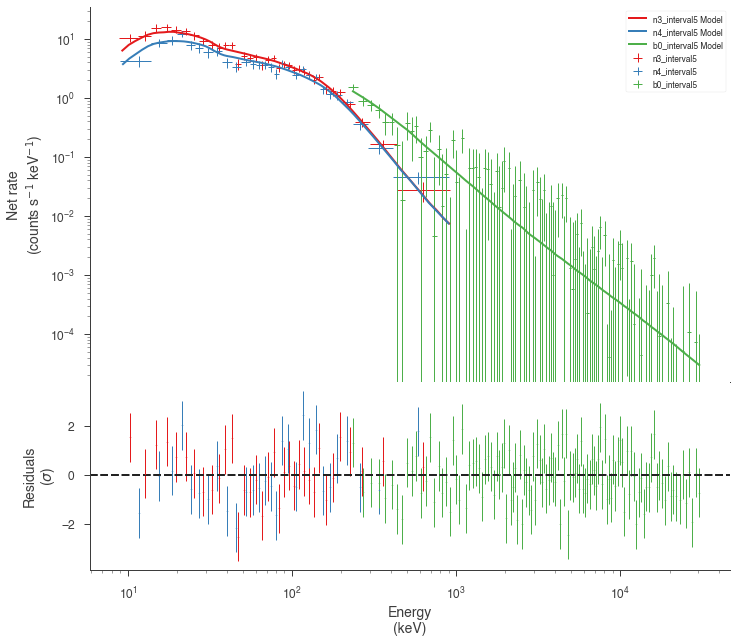 n3_interval5 Model
n4_interval5 Model
b0_interval5 Model
n3_interval5
n4_interval5
b0_interval5
10¹
10⁰
10⁻¹
10⁻²
10⁻³
10⁻⁴
Net rate
(counts s⁻¹ keV⁻¹)
2
0
−2
Residuals
(σ)
10¹ 10² 10³ 10⁴
Energy
(keV)